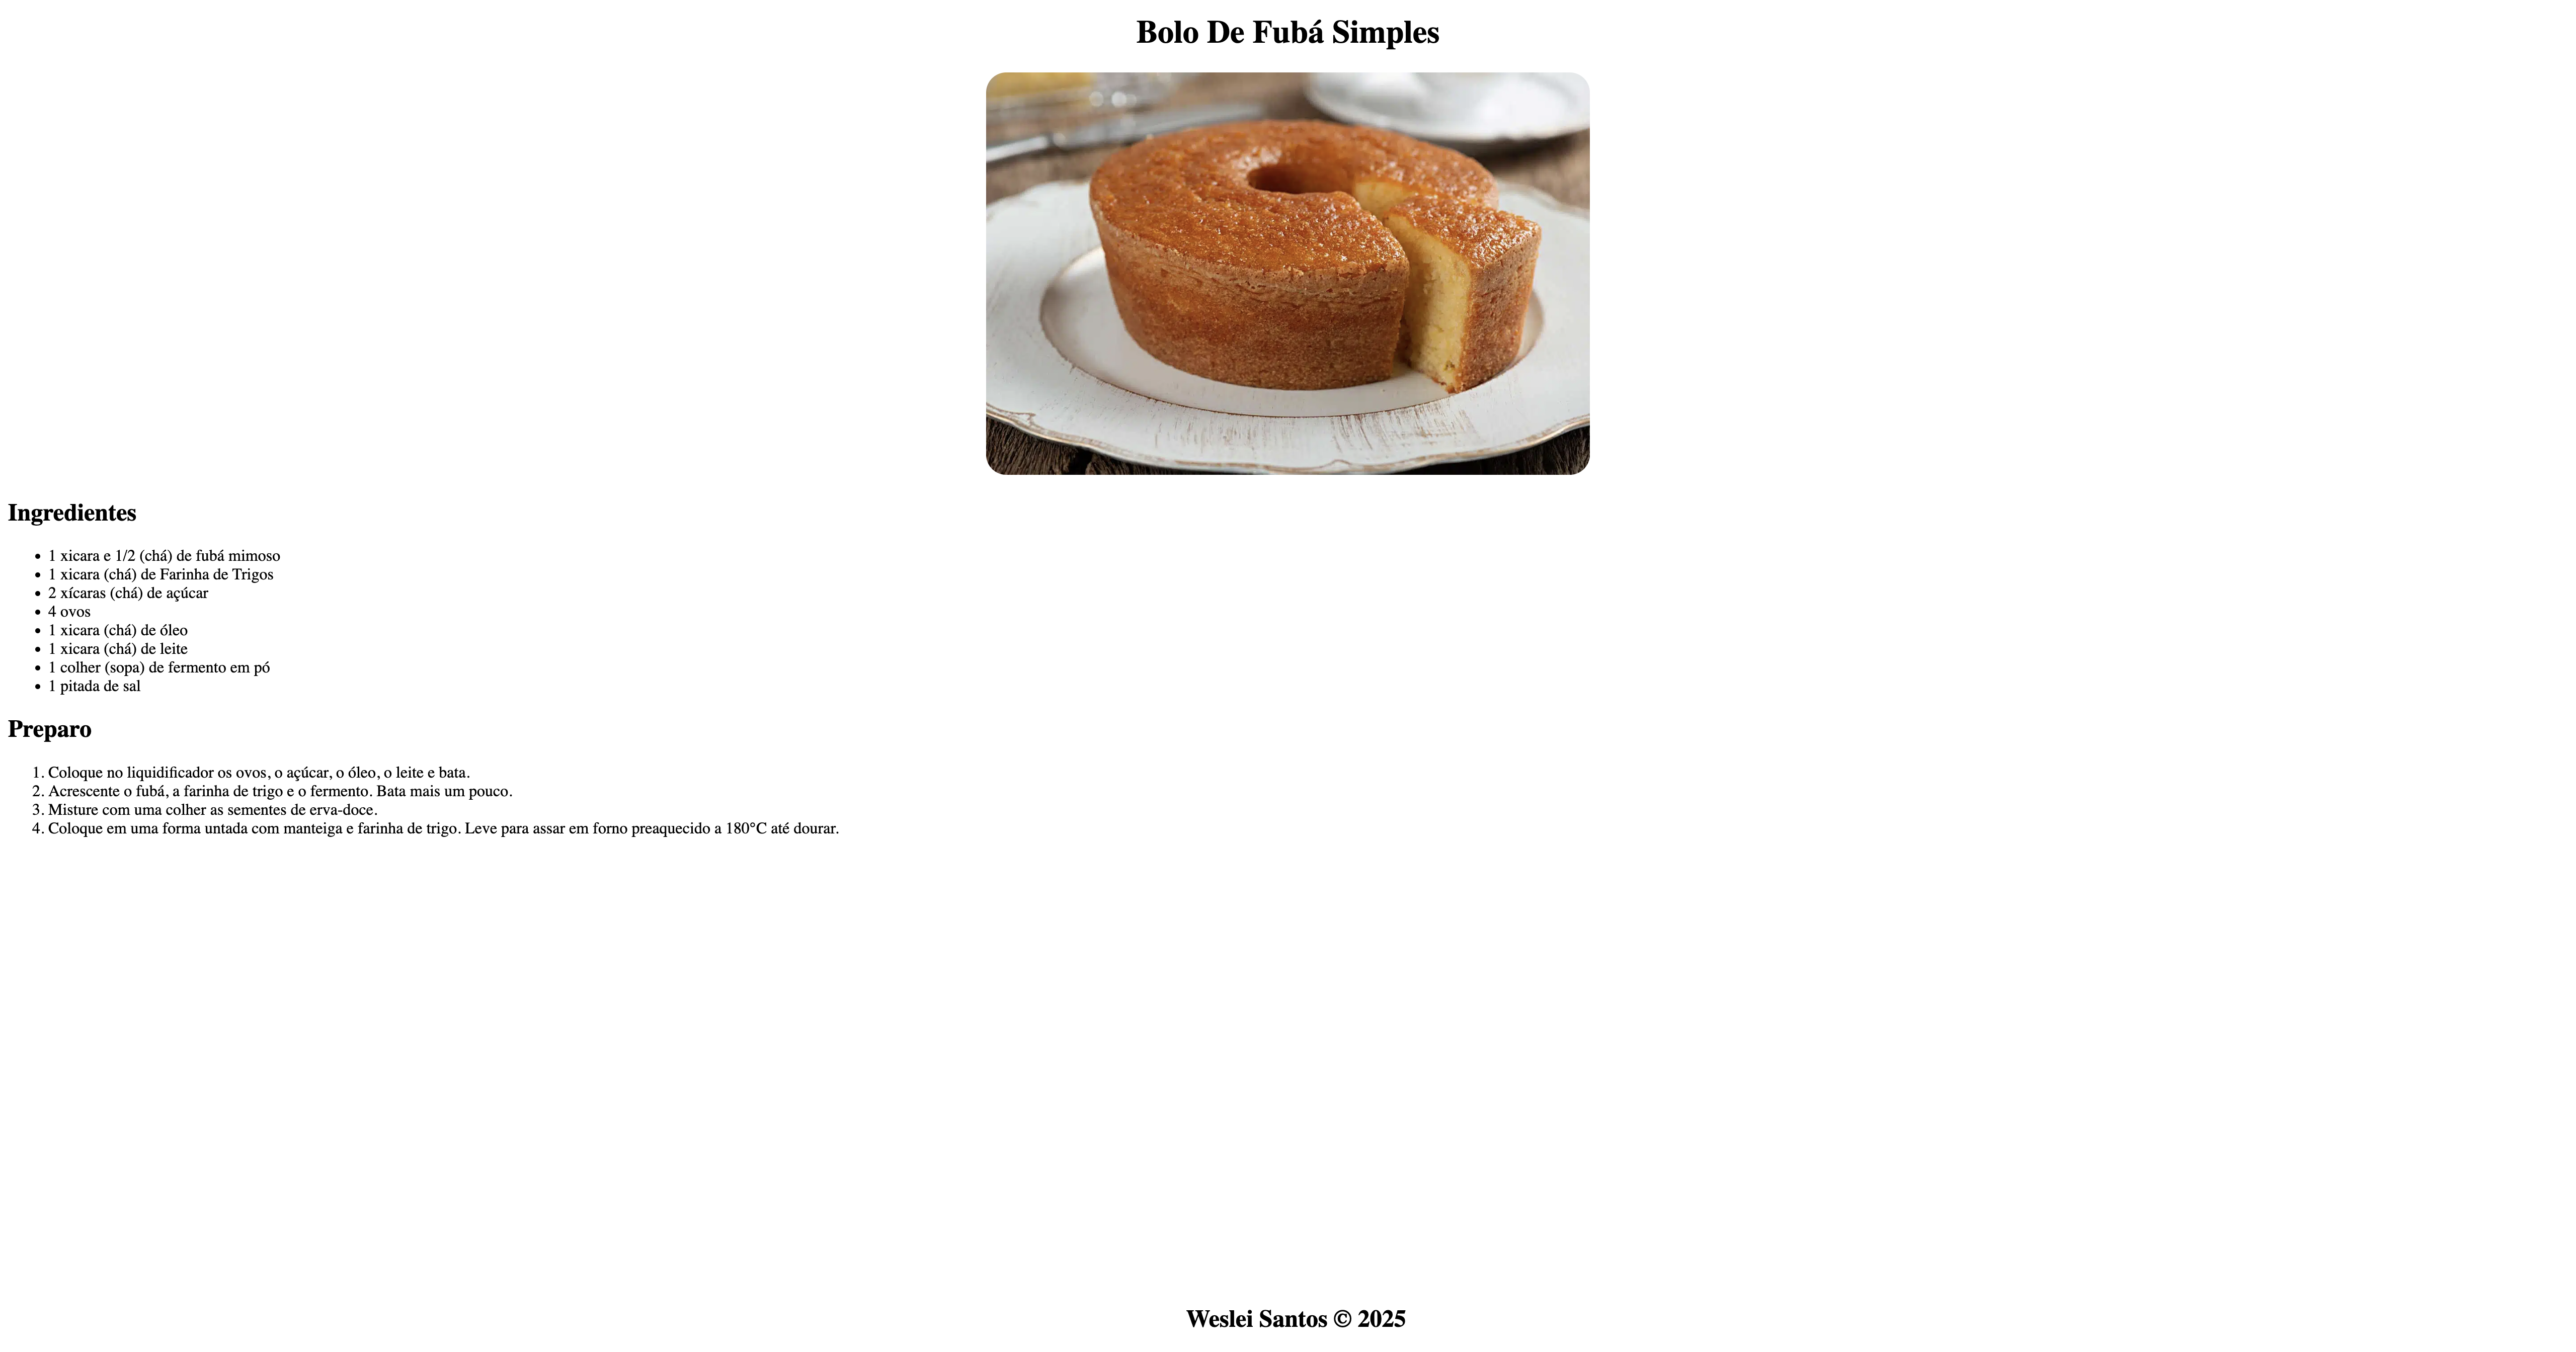 Bolo De Fubá Simples
Ingredientes
• 1 xicara e 1/2 (chá) de fubá mimoso
• 1 xicara (chá) de Farinha de Trigos
• 2 xícaras (chá) de açúcar
• 4 ovos
• 1 xicara (chá) de óleo
• 1 xicara (chá) de leite
• 1 colher (sopa) de fermento em pó
• 1 pitada de sal
Preparo
1. Coloque no liquidificador os ovos, o açúcar, o óleo, o leite e bata.
2. Acrescente o fubá, a farinha de trigo e o fermento. Bata mais um pouco.
3. Misture com uma colher as sementes de erva-doce.
4. Coloque em uma forma untada com manteiga e farinha de trigo. Leve para assar em forno preaquecido a 180°C até dourar.
Weslei Santos © 2025